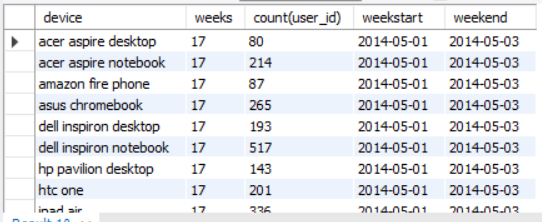 device weeks count(user_id) weekstart weekend
acer aspire desktop 17 80 2014-05-01 2014-05-03
acer aspire notebook 17 214 2014-05-01 2014-05-03
amazon fire phone 17 87 2014-05-01 2014-05-03
asus chromebook 17 265 2014-05-01 2014-05-03
dell inspiron desktop 17 193 2014-05-01 2014-05-03
dell inspiron notebook 17 517 2014-05-01 2014-05-03
hp pavilion desktop 17 143 2014-05-01 2014-05-03
htc one 17 201 2014-05-01 2014-05-03
ipad air 17 336 2014-05-01 2014-05-03